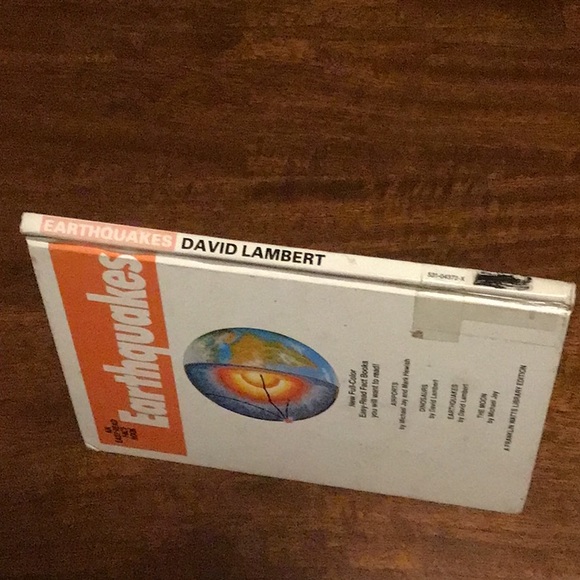 EARTHQUAKES DAVID LAMBERT
531-04372-X
AN
EASY-READ
FACT
BOOK
Earthquakes
New Full-Color
Easy-Read Fact Books
you will want to read!
AIRPORTS
by Michael Jay and Mark Hewish
DINOSAURS
by David Lambert
EARTHQUAKES
by David Lambert
THE MOON
by Michael Jay
A FRANKLIN WATTS LIBRARY EDITION